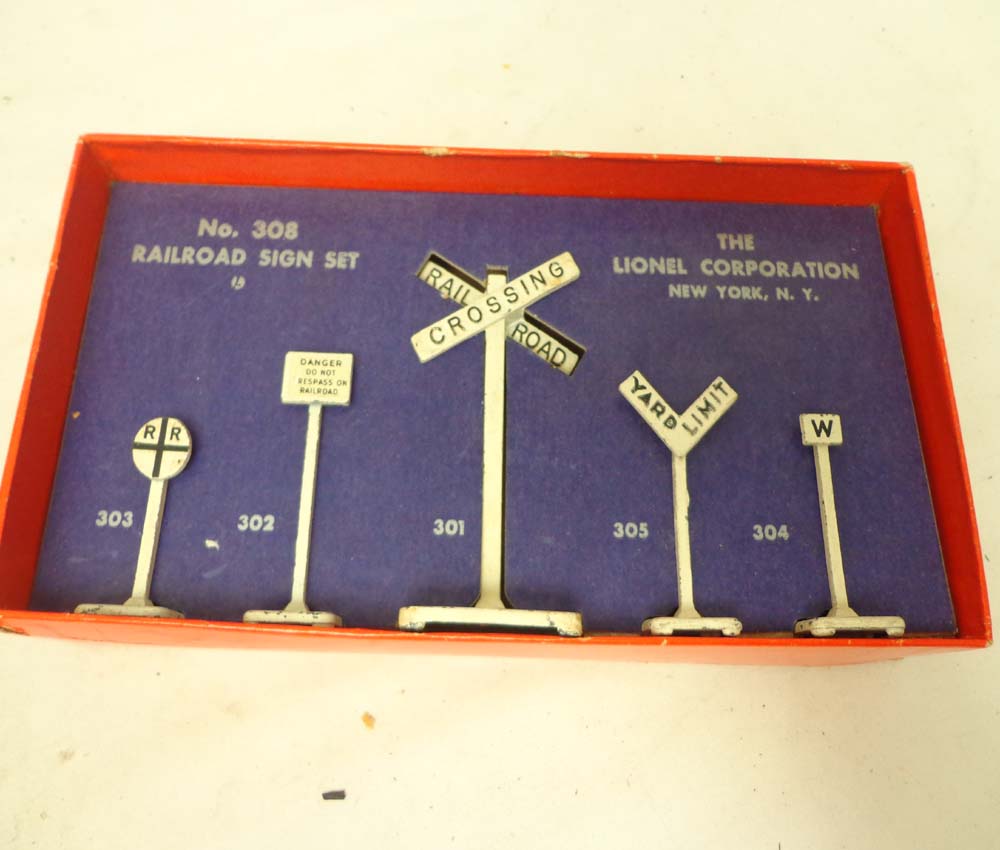 No. 308
RAILROAD SIGN SET
THE
LIONEL CORPORATION
NEW YORK, N. Y.
RAIL ROAD
CROSSING
DANGER
DO NOT
RESPASS ON
RAILROAD
YARD LIMIT
W
R R
303
302
301
305
304